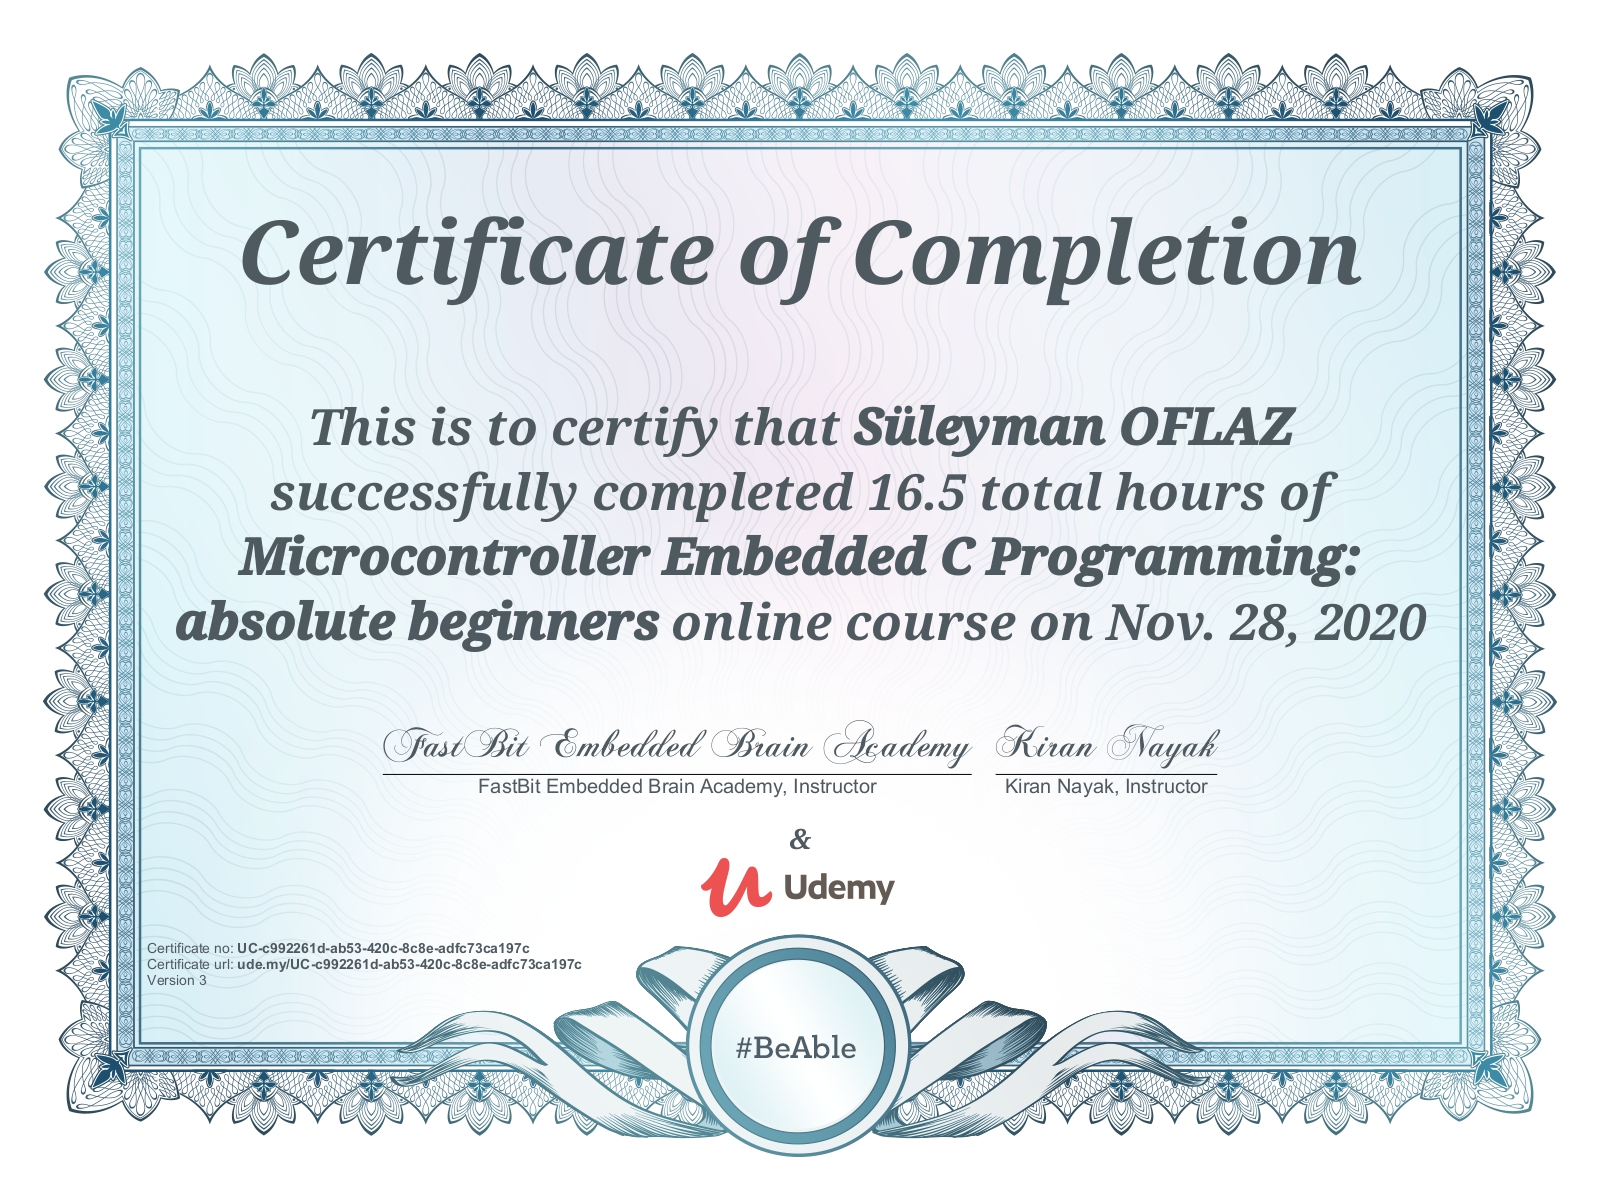 Certificate of Completion
This is to certify that Süleyman OFLAZ
successfully completed 16.5 total hours of
Microcontroller Embedded C Programming:
absolute beginners online course on Nov. 28, 2020
FastBit Embedded Brain Academy Kiran Nayak
FastBit Embedded Brain Academy, Instructor Kiran Nayak, Instructor
&
Udemy
Certificate no: UC-c992261d-ab53-420c-8c8e-adfc73ca197c
Certificate url: ude.my/UC-c992261d-ab53-420c-8c8e-adfc73ca197c
Version 3
#BeAble